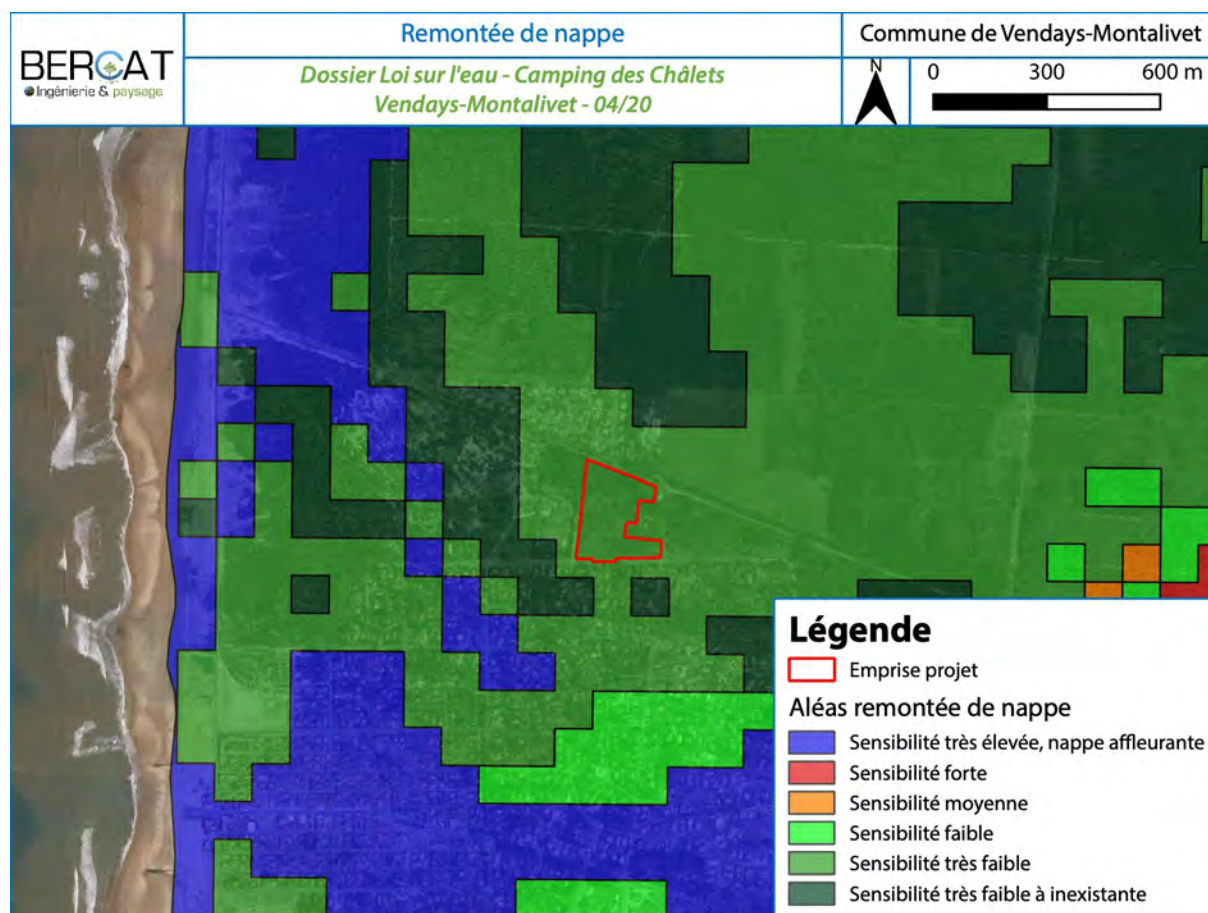 BERCAT
Ingénierie & paysage
Remontée de nappe
Dossier Loi sur l'eau - Camping des Châlets
Vendays-Montalivet - 04/20
Commune de Vendays-Montalivet
N
0 300 600 m
Légende
Emprise projet
Aléas remontée de nappe
Sensibilité très élevée, nappe affleurante
Sensibilité forte
Sensibilité moyenne
Sensibilité faible
Sensibilité très faible
Sensibilité très faible à inexistante